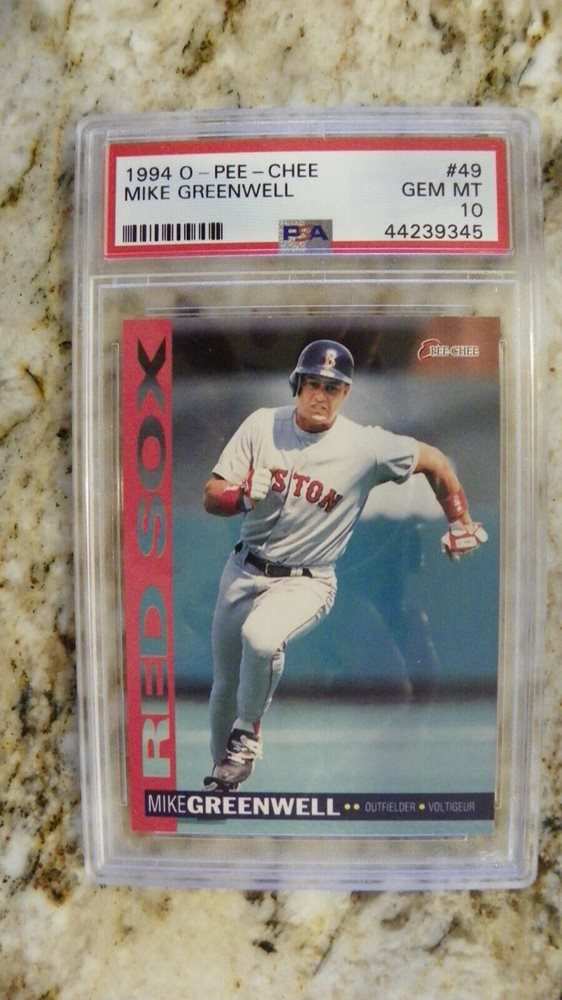 1994 O-PEE-CHEE #49
MIKE GREENWELL GEM MT
10
PSA 44239345
O-PEE-CHEE
B
BOSTON
RED SOX
MIKE GREENWELL •• OUTFIELDER • VOLTIGEUR